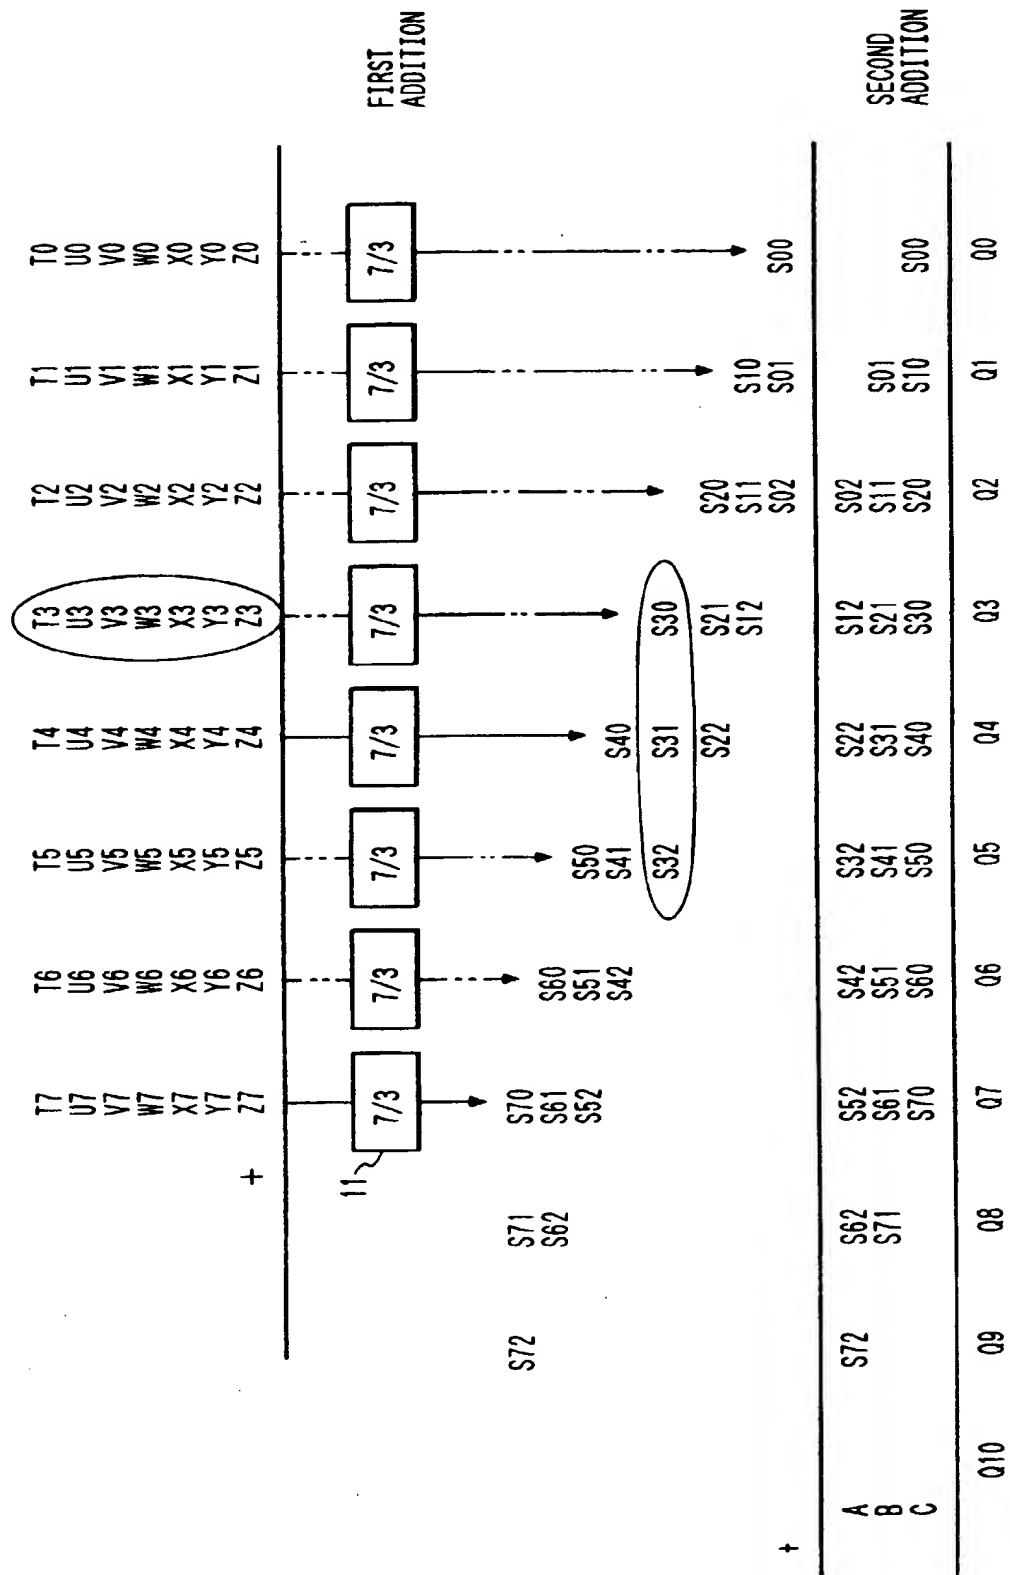 T7 T6 T5 T4 T3 T2 T1 T0
U7 U6 U5 U4 U3 U2 U1 U0
V7 V6 V5 V4 V3 V2 V1 V0
W7 W6 W5 W4 W3 W2 W1 W0
X7 X6 X5 X4 X3 X2 X1 X0
Y7 Y6 Y5 Y4 Y3 Y2 Y1 Y0
+ Z7 Z6 Z5 Z4 Z3 Z2 Z1 Z0
11 7/3 7/3 7/3 7/3 7/3 7/3 7/3 7/3 FIRST
ADDITION
S72 S71 S70
S62 S61 S60
S52 S51 S50
S42 S41 S40
S32 S31 S30
S22 S21 S20
S12 S11 S10
+ S02 S01 S00
A S72 S62 S52 S42 S32 S22 S12 S02
B S71 S61 S51 S41 S31 S21 S11 S01 SECOND
C S70 S60 S50 S40 S30 S20 S10 S00 ADDITION
Q10 Q9 Q8 Q7 Q6 Q5 Q4 Q3 Q2 Q1 Q0